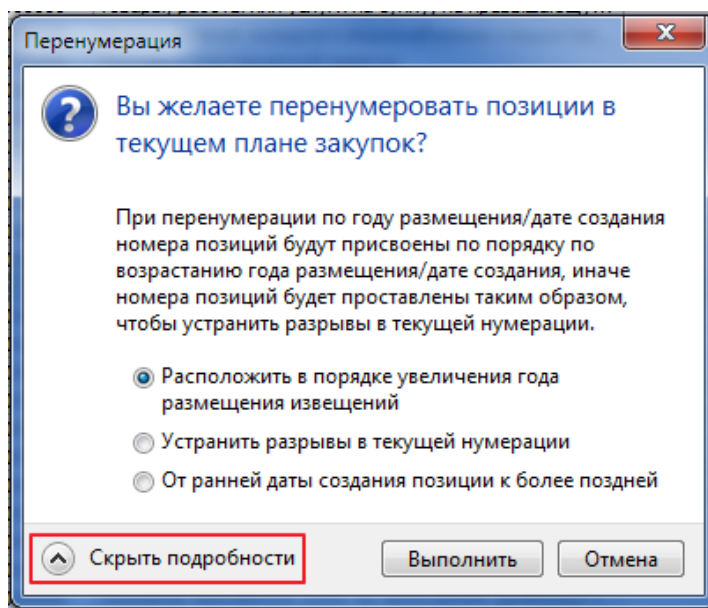 Перенумерация
Вы желаете перенумеровать позиции в
текущем плане закупок?
При перенумерации по году размещения/дате создания
номера позиций будут присвоены по порядку по
возрастанию года размещения/дате создания, иначе
номера позиций будет проставлены таким образом,
чтобы устранить разрывы в текущей нумерации.
Расположить в порядке увеличения года
размещения извещений
Устранить разрывы в текущей нумерации
От ранней даты создания позиции к более поздней
Скрыть подробности
Выполнить
Отмена